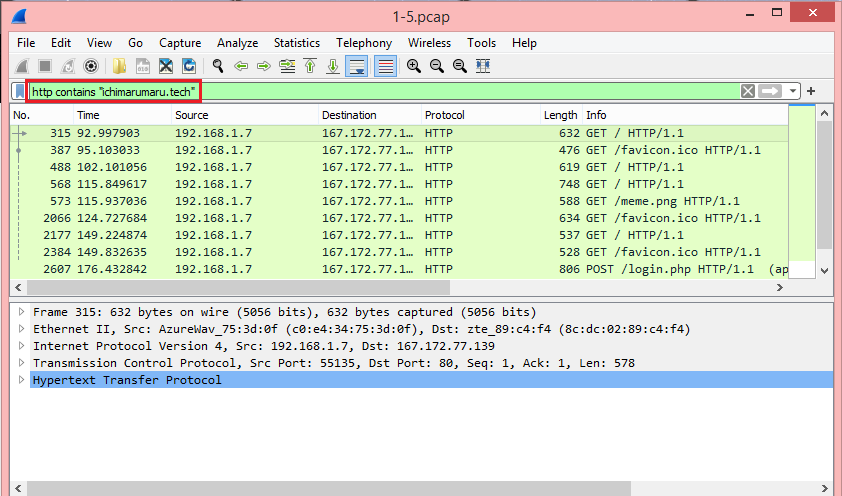 1-5.pcap
File Edit View Go Capture Analyze Statistics Telephony Wireless Tools Help
http contains "ichimarumaru.tech"
No. Time Source Destination Protocol Length Info
315 92.997903 192.168.1.7 167.172.77.1… HTTP 632 GET / HTTP/1.1
387 95.103033 192.168.1.7 167.172.77.1… HTTP 476 GET /favicon.ico HTTP/1.1
488 102.101056 192.168.1.7 167.172.77.1… HTTP 619 GET / HTTP/1.1
568 115.849617 192.168.1.7 167.172.77.1… HTTP 748 GET / HTTP/1.1
573 115.937036 192.168.1.7 167.172.77.1… HTTP 588 GET /meme.png HTTP/1.1
2066 124.727684 192.168.1.7 167.172.77.1… HTTP 634 GET /favicon.ico HTTP/1.1
2177 149.224874 192.168.1.7 167.172.77.1… HTTP 537 GET / HTTP/1.1
2384 149.832635 192.168.1.7 167.172.77.1… HTTP 528 GET /favicon.ico HTTP/1.1
2607 176.432842 192.168.1.7 167.172.77.1… HTTP 806 POST /login.php HTTP/1.1 (ap
Frame 315: 632 bytes on wire (5056 bits), 632 bytes captured (5056 bits)
Ethernet II, Src: AzureWav_75:3d:0f (c0:e4:34:75:3d:0f), Dst: zte_89:c4:f4 (8c:dc:02:89:c4:f4)
Internet Protocol Version 4, Src: 192.168.1.7, Dst: 167.172.77.139
Transmission Control Protocol, Src Port: 55135, Dst Port: 80, Seq: 1, Ack: 1, Len: 578
Hypertext Transfer Protocol